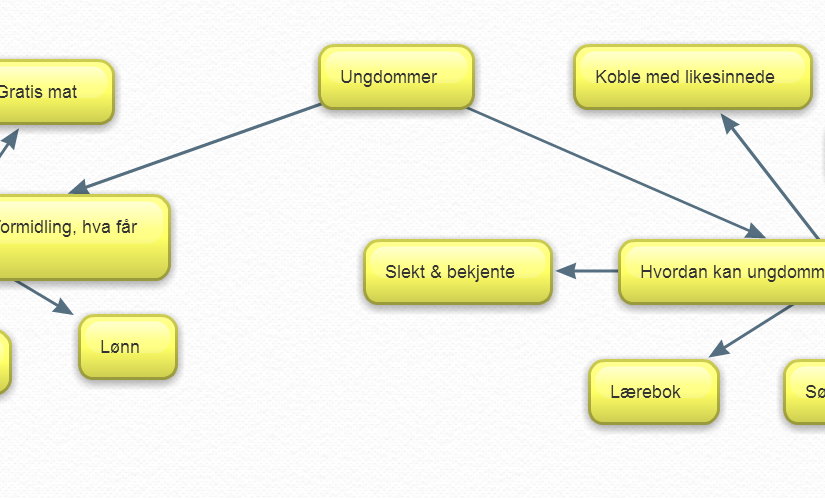 Ungdommer
Koble med likesinnede
Gratis mat
formidling, hva får
Slekt & bekjente
Hvordan kan ungdomm
Lønn
Lærebok
Sø